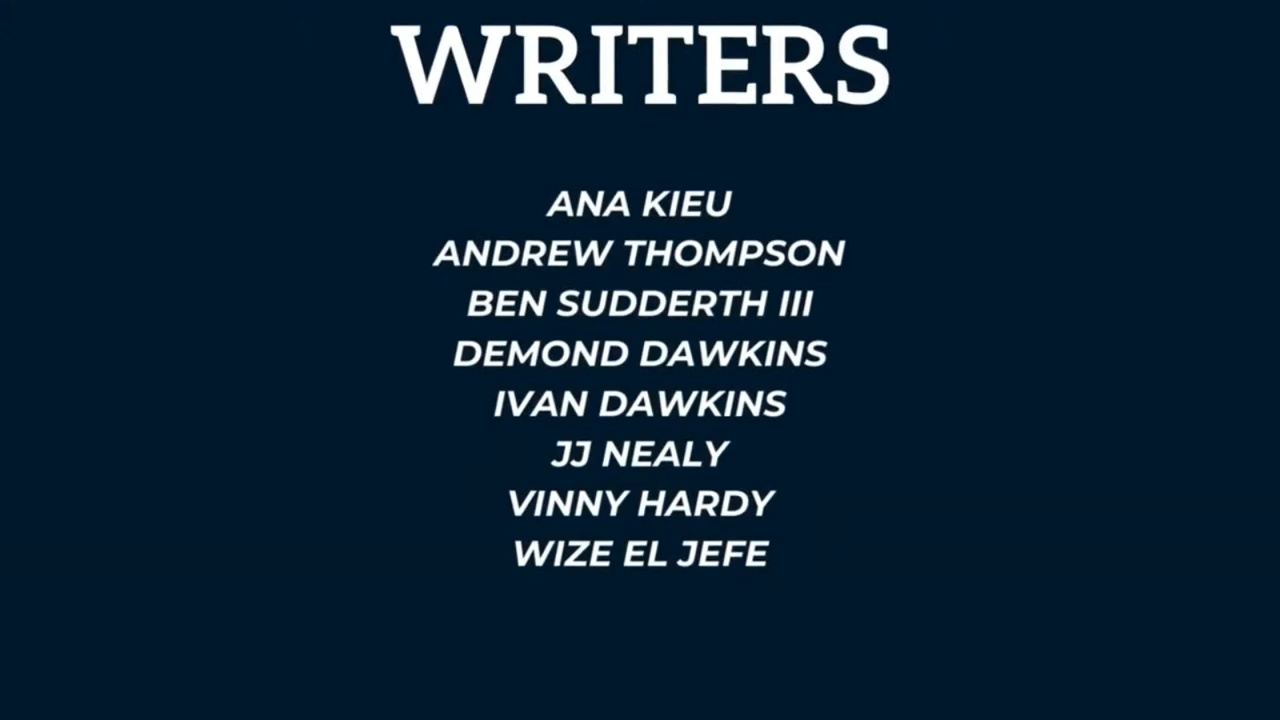 WRITERS
ANA KIEU
ANDREW THOMPSON
BEN SUDDERTH III
DEMOND DAWKINS
IVAN DAWKINS
JJ NEALY
VINNY HARDY
WIZE EL JEFE